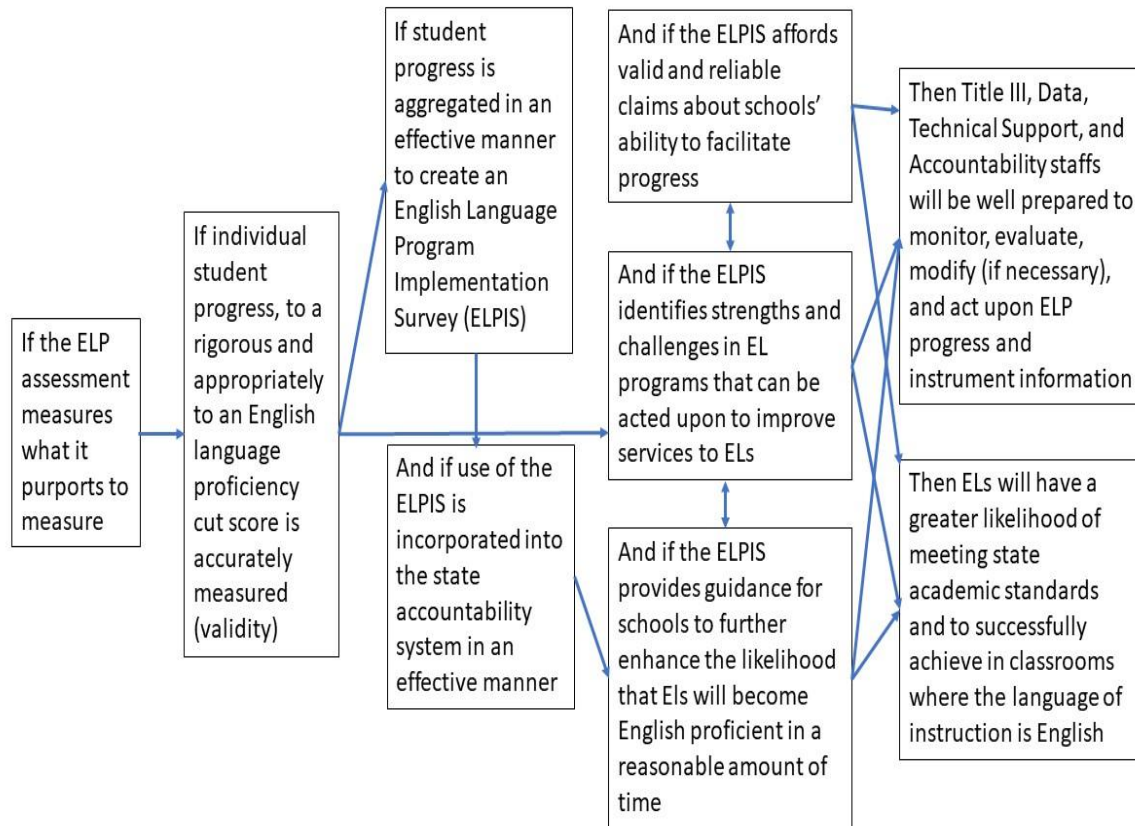 If the ELP
assessment
measures
what it
purports to
measure
If individual
student
progress, to a
rigorous and
appropriately
to an English
language
proficiency
cut score is
accurately
measured
(validity)
If student
progress is
aggregated in an
effective manner
to create an
English Language
Program
Implementation
Survey (ELPIS)
And if use of the
ELPIS is
incorporated into
the state
accountability
system in an
effective manner
And if the ELPIS affords
valid and reliable
claims about schools’
ability to facilitate
progress
And if the ELPIS
identifies strengths and
challenges in EL
programs that can be
acted upon to improve
services to ELs
And if the ELPIS
provides guidance for
schools to further
enhance the likelihood
that Els will become
English proficient in a
reasonable amount of
time
Then Title III, Data,
Technical Support, and
Accountability staffs
will be well prepared to
monitor, evaluate,
modify (if necessary),
and act upon ELP
progress and
instrument information
Then ELs will have a
greater likelihood of
meeting state
academic standards
and to successfully
achieve in classrooms
where the language of
instruction is English